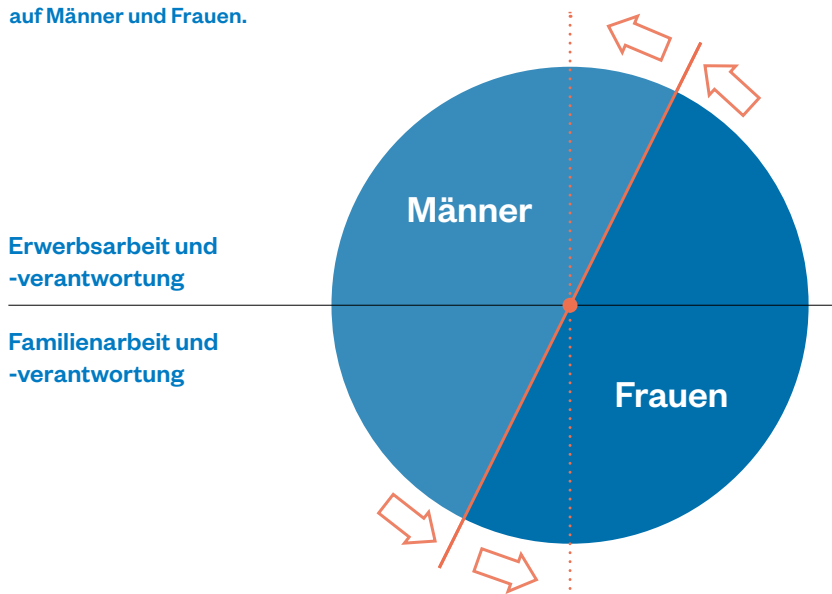 auf Männer und Frauen.
Männer
Erwerbsarbeit und
-verantwortung
Familienarbeit und
-verantwortung
Frauen